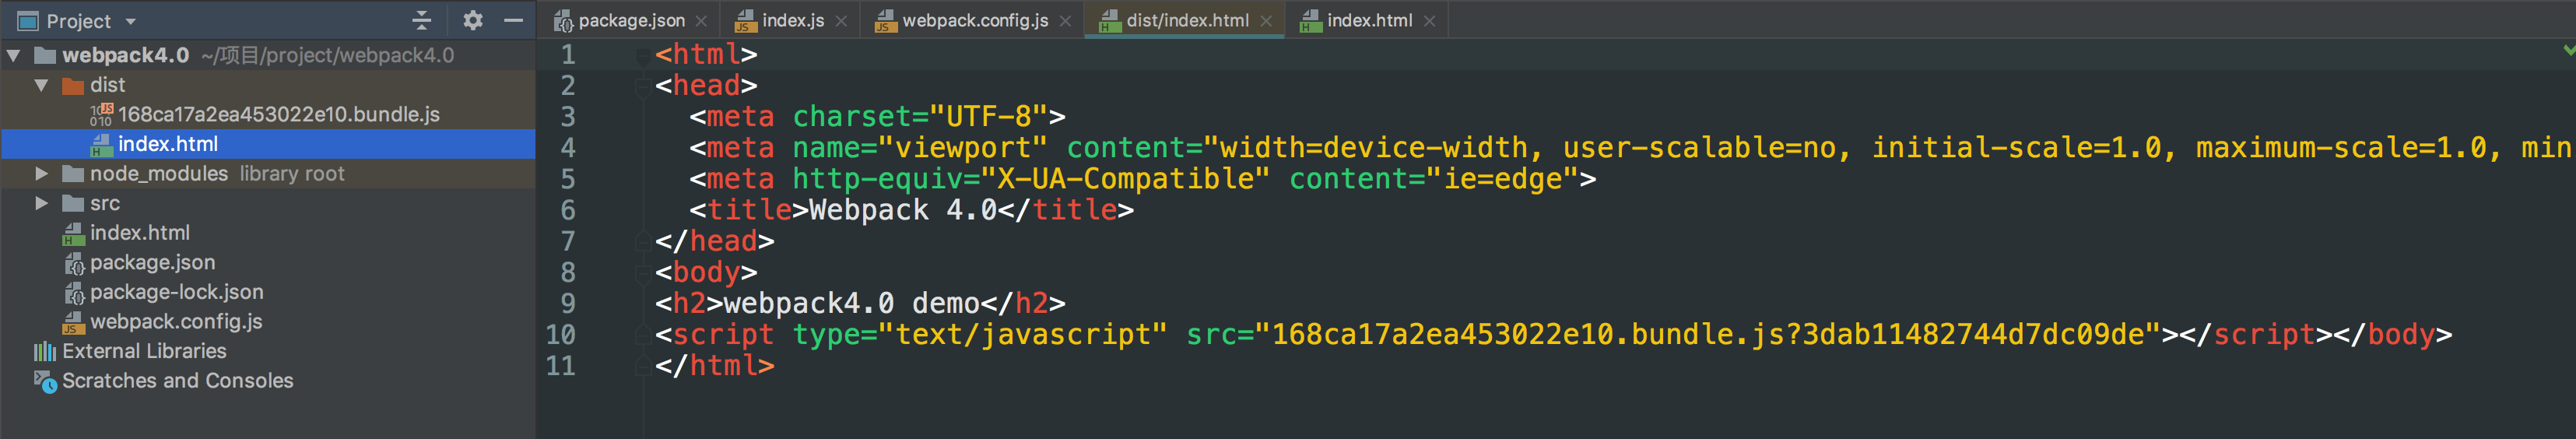 Project
package.json
index.js
webpack.config.js
dist/index.html
index.html
webpack4.0 ~/项目/project/webpack4.0
dist
168ca17a2ea453022e10.bundle.js
index.html
node_modules library root
src
index.html
package.json
package-lock.json
webpack.config.js
External Libraries
Scratches and Consoles
1 <html>
2 <head>
3 <meta charset="UTF-8">
4 <meta name="viewport" content="width=device-width, user-scalable=no, initial-scale=1.0, maximum-scale=1.0, min
5 <meta http-equiv="X-UA-Compatible" content="ie=edge">
6 <title>Webpack 4.0</title>
7 </head>
8 <body>
9 <h2>webpack4.0 demo</h2>
10 <script type="text/javascript" src="168ca17a2ea453022e10.bundle.js?3dab11482744d7dc09de"></script></body>
11 </html>